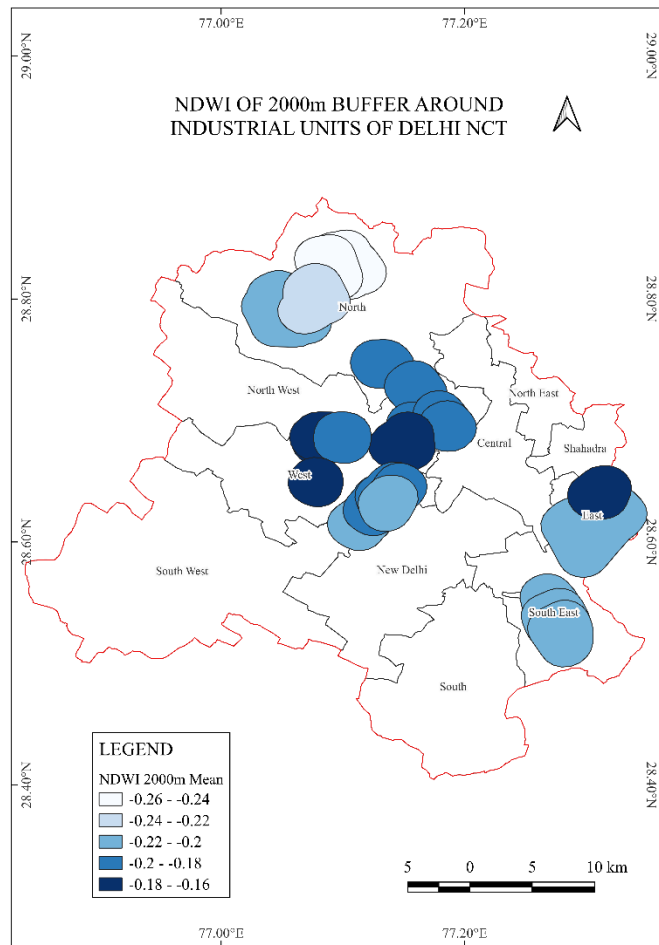 77.00°E
77.20°E
29.00°N
29.00°N
NDWI OF 2000m BUFFER AROUND
INDUSTRIAL UNITS OF DELHI NCT
28.80°N
28.80°N
North
North West
North East
Central
Shahadra
West
East
28.60°N
28.60°N
South West
New Delhi
South East
South
LEGEND
NDWI 2000m Mean
-0.26 - -0.24
-0.24 - -0.22
-0.22 - -0.2
-0.2 - -0.18
-0.18 - -0.16
28.40°N
28.40°N
5 0 5 10 km
77.00°E
77.20°E